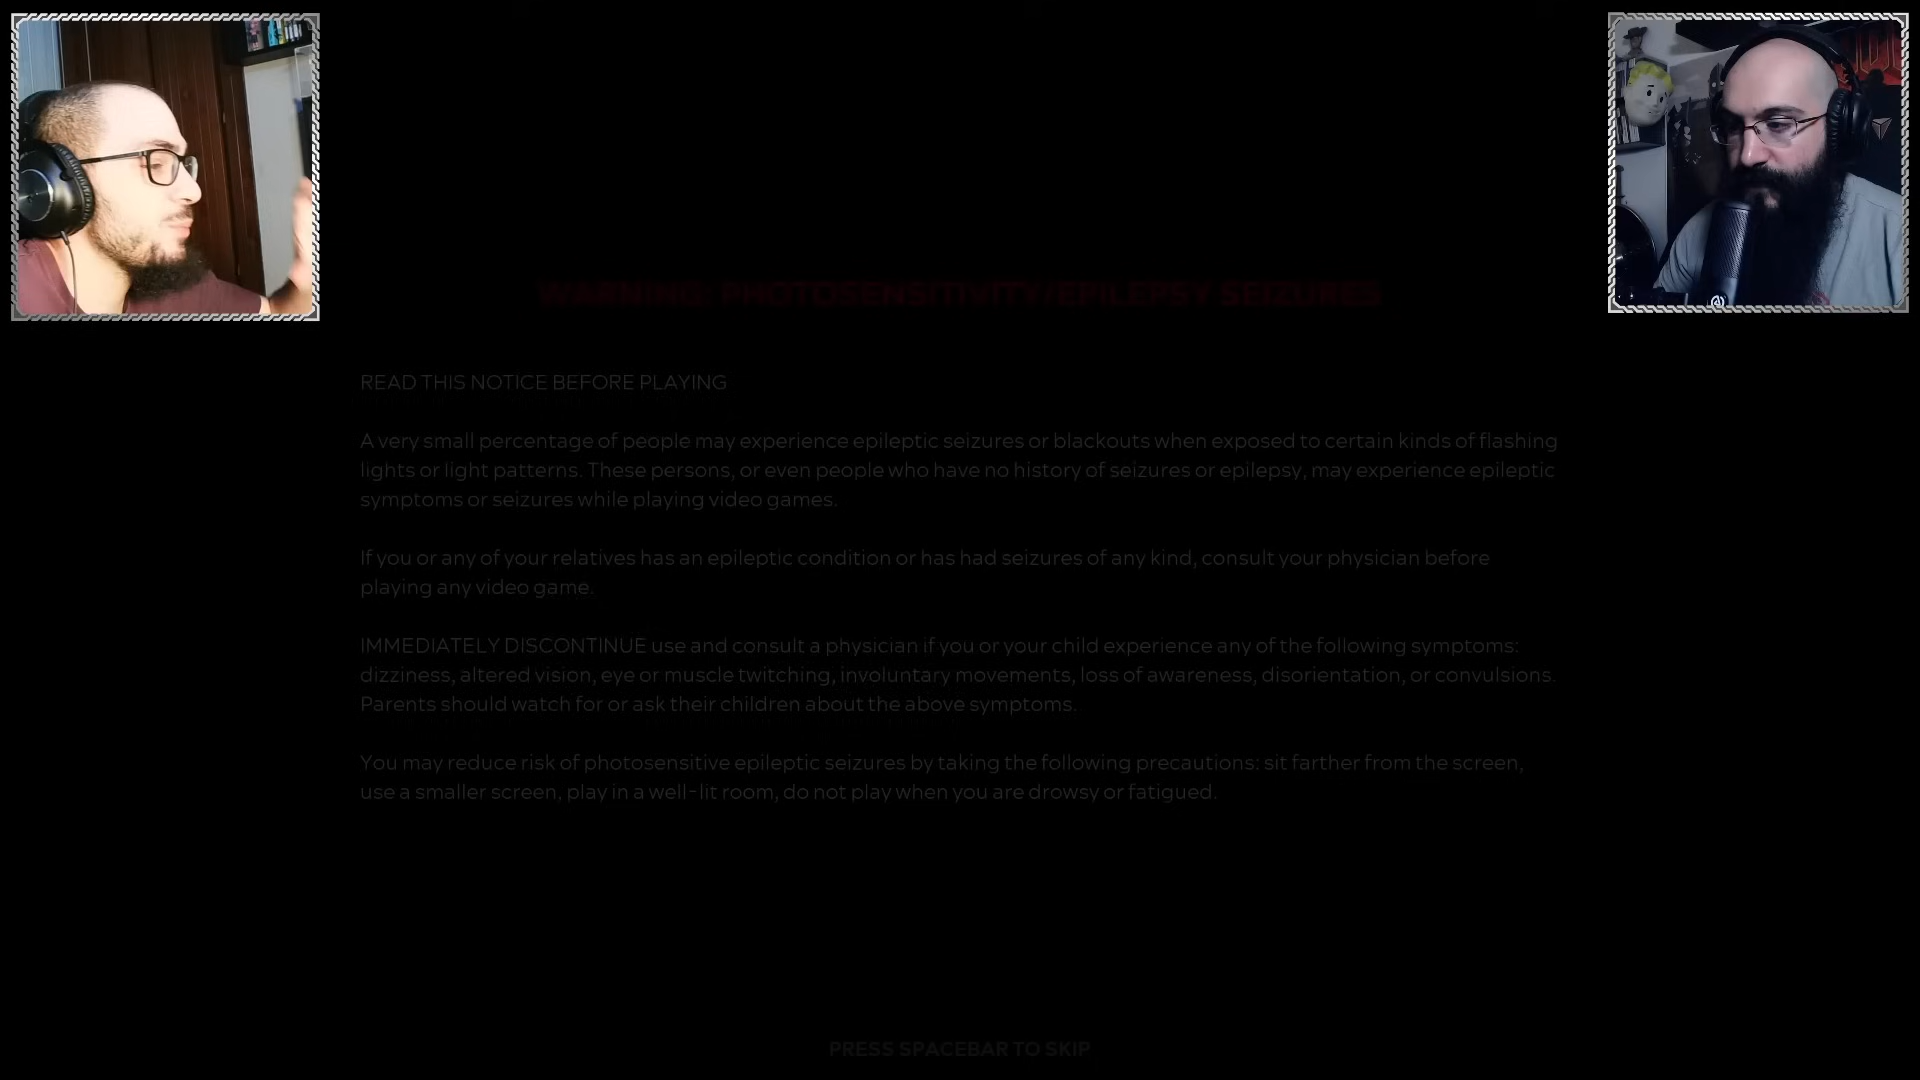 WARNING: PHOTOSENSITIVITY/EPILEPSY SEIZURES
READ THIS NOTICE BEFORE PLAYING
A very small percentage of people may experience epileptic seizures or blackouts when exposed to certain kinds of flashing
lights or light patterns. These persons, or even people who have no history of seizures or epilepsy, may experience epileptic
symptoms or seizures while playing video games.
If you or any of your relatives has an epileptic condition or has had seizures of any kind, consult your physician before
playing any video game.
IMMEDIATELY DISCONTINUE use and consult a physician if you or your child experience any of the following symptoms:
dizziness, altered vision, eye or muscle twitching, involuntary movements, loss of awareness, disorientation, or convulsions.
Parents should watch for or ask their children about the above symptoms.
You may reduce risk of photosensitive epileptic seizures by taking the following precautions: sit farther from the screen,
use a smaller screen, play in a well-lit room, do not play when you are drowsy or fatigued.
PRESS SPACEBAR TO SKIP